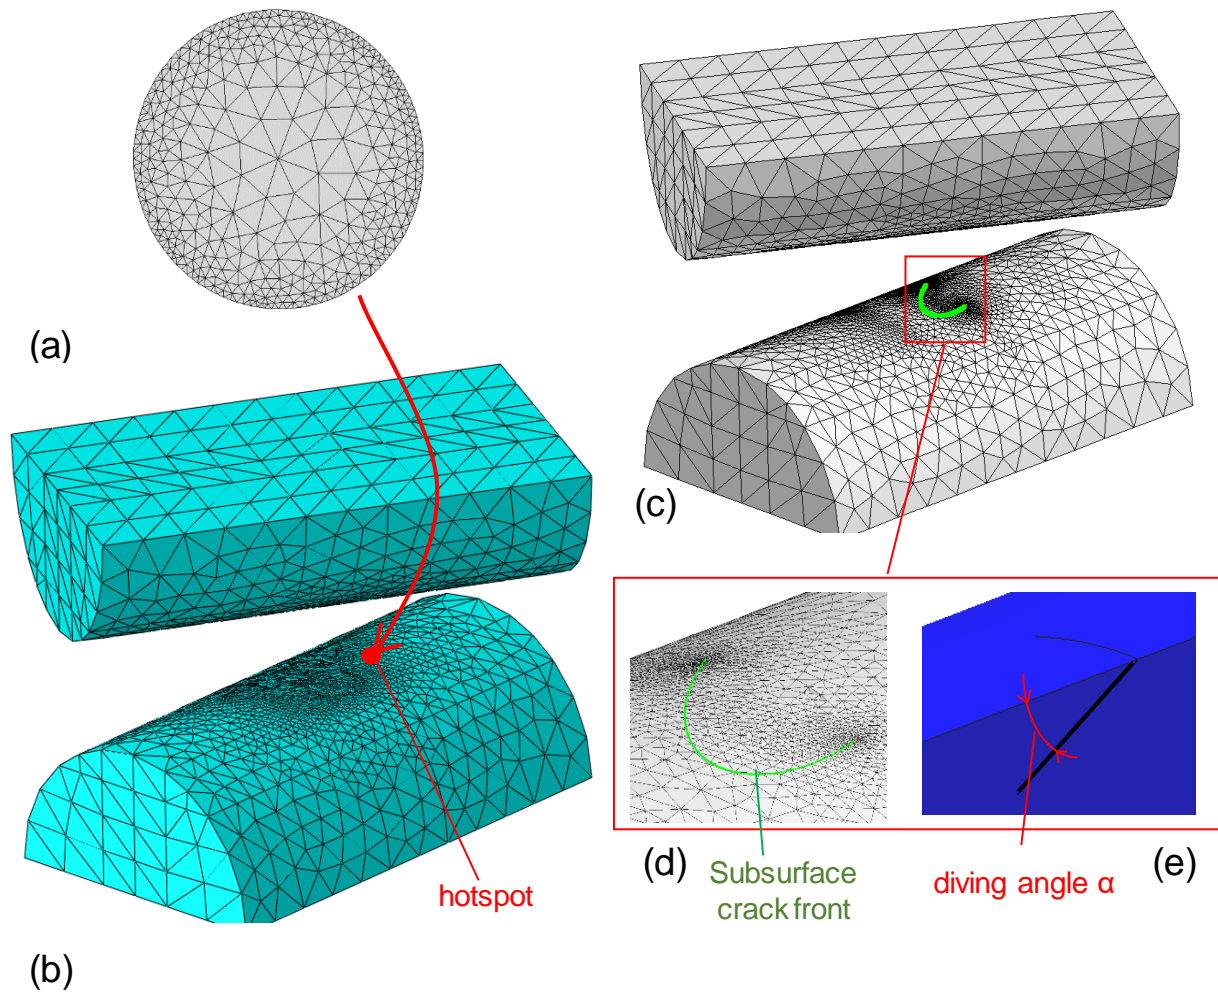 (a)
(c)
hotspot
(d)
(e)
Subsurface
crack front
diving angle α
(b)